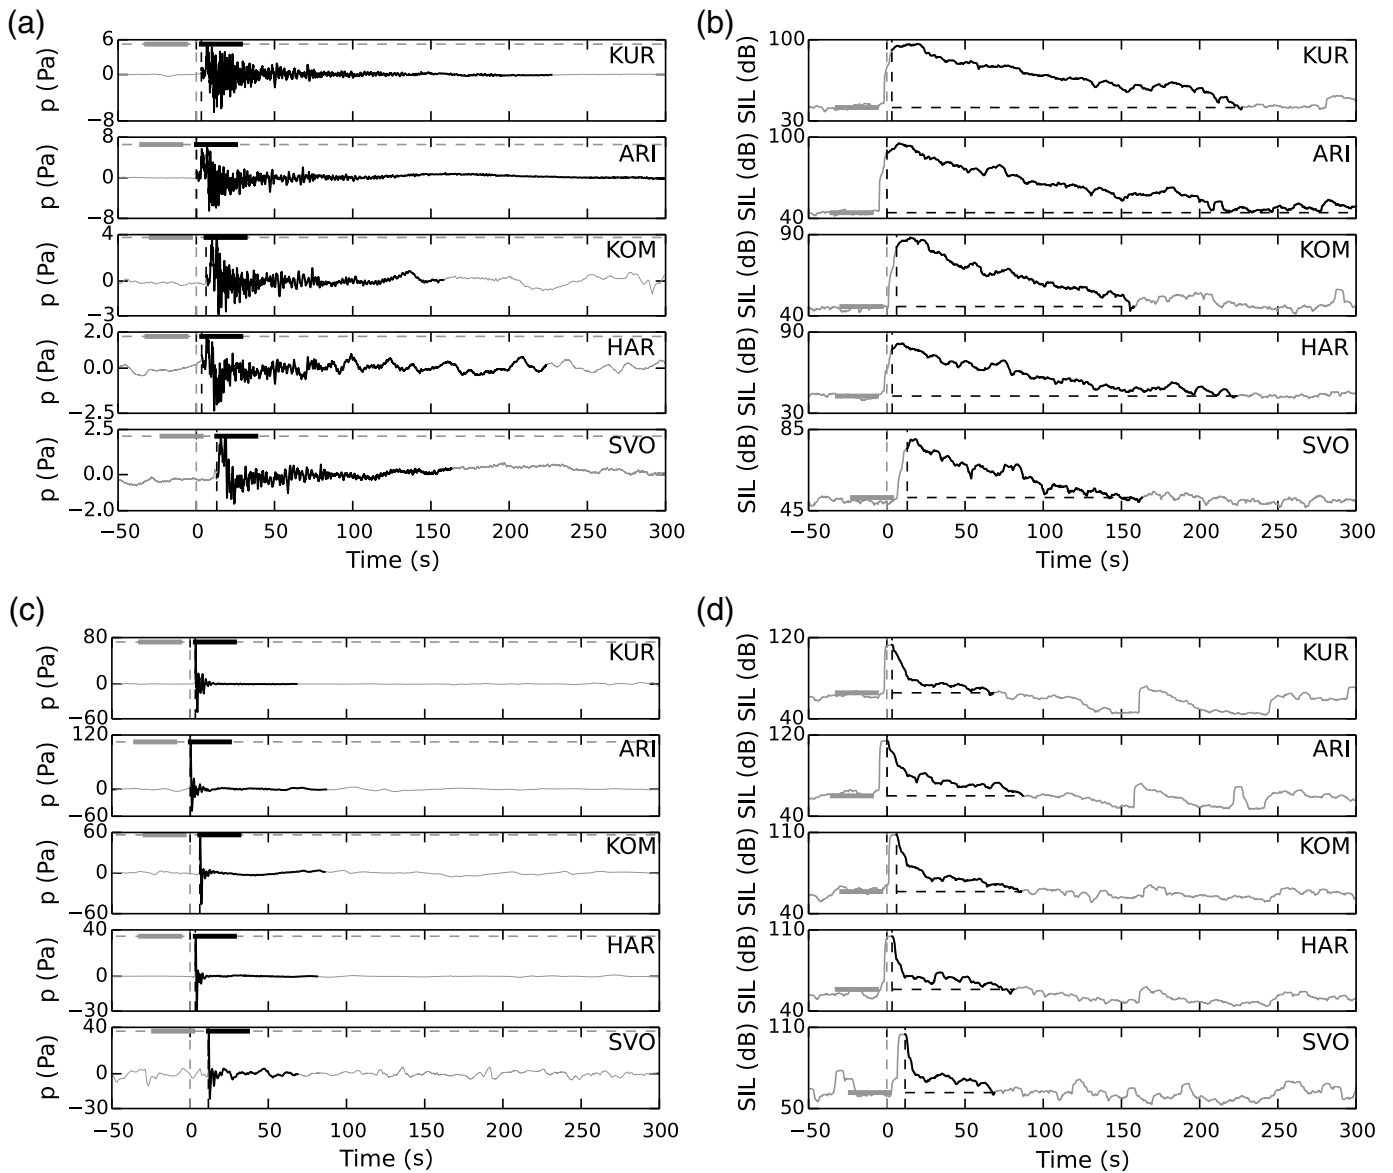 (a)
6
0
−8
p (Pa)
KUR
8
0
−8
p (Pa)
ARI
4
0
−3
p (Pa)
KOM
2.0
0.0
−2.5
p (Pa)
HAR
2.5
0.0
−2.0
p (Pa)
SVO
−50 0 50 100 150 200 250 300
Time (s)
(b)
100
30
SIL (dB)
KUR
100
40
SIL (dB)
ARI
90
40
SIL (dB)
KOM
90
30
SIL (dB)
HAR
85
45
SIL (dB)
SVO
−50 0 50 100 150 200 250 300
Time (s)
(c)
80
0
−60
p (Pa)
KUR
120
0
−60
p (Pa)
ARI
60
0
−60
p (Pa)
KOM
40
0
−30
p (Pa)
HAR
40
0
−30
p (Pa)
SVO
−50 0 50 100 150 200 250 300
Time (s)
(d)
120
40
SIL (dB)
KUR
120
40
SIL (dB)
ARI
110
40
SIL (dB)
KOM
110
40
SIL (dB)
HAR
110
50
SIL (dB)
SVO
−50 0 50 100 150 200 250 300
Time (s)